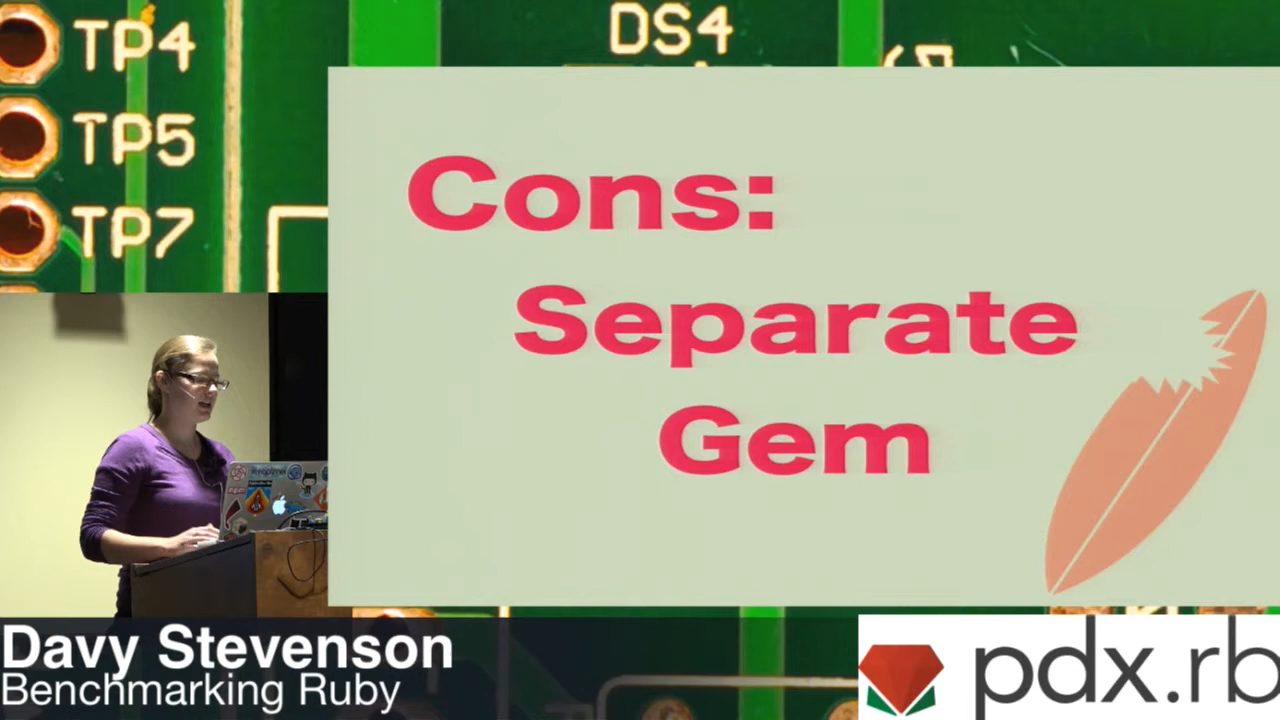 TP4
DS4
TP5
TP7
Cons:
Separate
Gem
Davy Stevenson
Benchmarking Ruby
pdx.rb